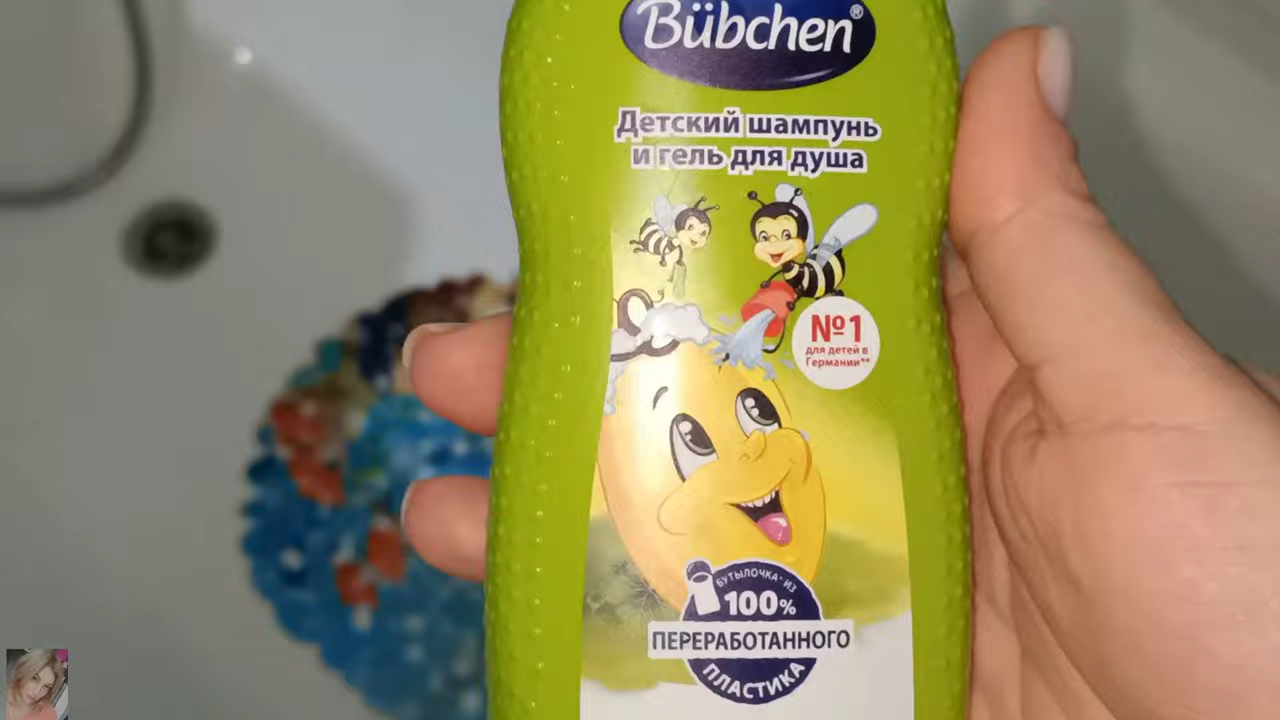 Bübchen®
Детский шампунь
и гель для душа
№1
для детей в
Германии**
БУТЫЛОЧКА* ИЗ
100%
ПЕРЕРАБОТАННОГО
ПЛАСТИКА